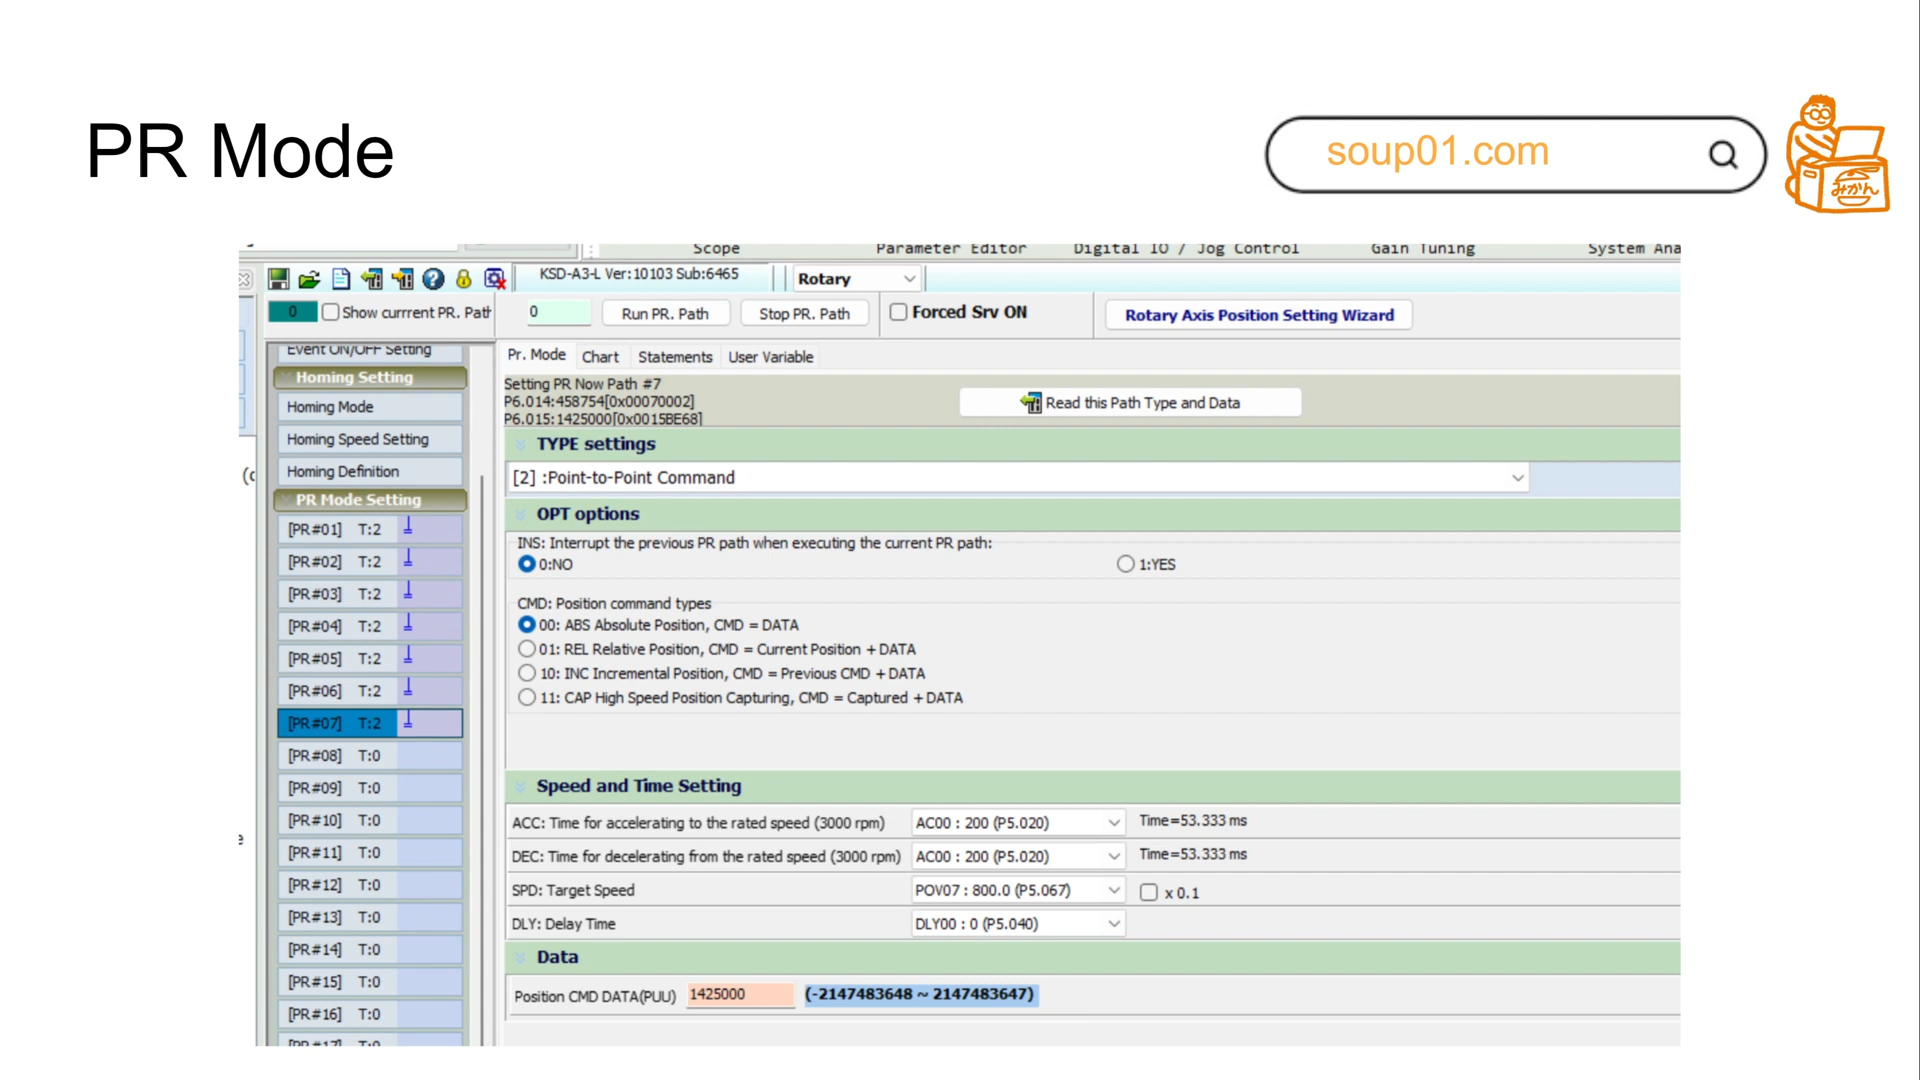 PR Mode
soup01.com
みかん
Scope
Parameter Editor
Digital IO / Jog Control
Gain Tuning
System Ana
KSD-A3-L Ver:10103 Sub:6465
Rotary
0
Show currrent PR. Path
0
Run PR. Path
Stop PR. Path
Forced Srv ON
Rotary Axis Position Setting Wizard
Event ON/OFF Setting
Homing Setting
Homing Mode
Homing Speed Setting
Homing Definition
PR Mode Setting
[PR#01] T:2
[PR#02] T:2
[PR#03] T:2
[PR#04] T:2
[PR#05] T:2
[PR#06] T:2
[PR#07] T:2
[PR#08] T:0
[PR#09] T:0
[PR#10] T:0
[PR#11] T:0
[PR#12] T:0
[PR#13] T:0
[PR#14] T:0
[PR#15] T:0
[PR#16] T:0
[PR#17] T:0
Pr. Mode
Chart
Statements
User Variable
Setting PR Now Path #7
P6.014:458754[0x00070002]
P6.015:1425000[0x0015BE68]
Read this Path Type and Data
TYPE settings
[2] :Point-to-Point Command
OPT options
INS: Interrupt the previous PR path when executing the current PR path:
0:NO
1:YES
CMD: Position command types
00: ABS Absolute Position, CMD = DATA
01: REL Relative Position, CMD = Current Position + DATA
10: INC Incremental Position, CMD = Previous CMD + DATA
11: CAP High Speed Position Capturing, CMD = Captured + DATA
Speed and Time Setting
ACC: Time for accelerating to the rated speed (3000 rpm) AC00 : 200 (P5.020) Time=53.333 ms
DEC: Time for decelerating from the rated speed (3000 rpm) AC00 : 200 (P5.020) Time=53.333 ms
SPD: Target Speed POV07 : 800.0 (P5.067) x 0.1
DLY: Delay Time DLY00 : 0 (P5.040)
Data
Position CMD DATA(PUU) 1425000 (-2147483648 ~ 2147483647)